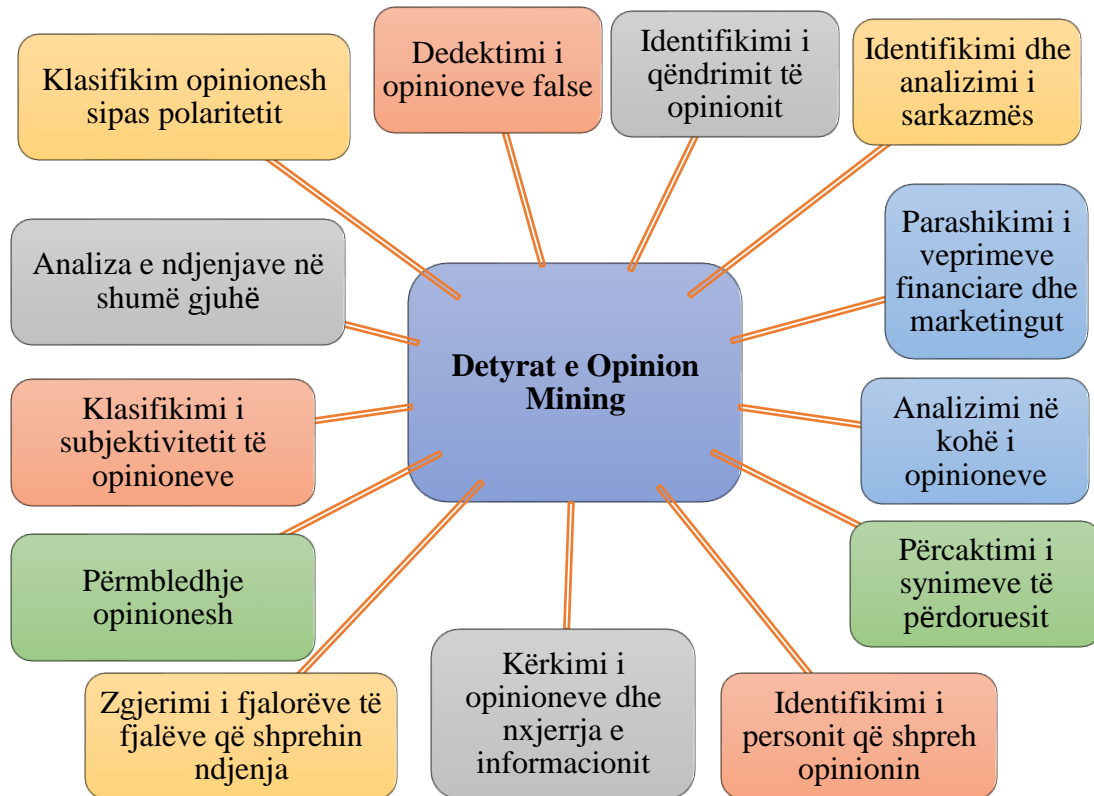 Klasifikim opinionesh
sipas polaritetit
Dedektimi i
opinioneve false
Identifikimi i
qëndrimit të
opinionit
Identifikimi dhe
analizimi i
sarkazmës
Analiza e ndjenjave në
shumë gjuhë
Parashikimi i
veprimeve
financiare dhe
marketingut
Detyrat e Opinion
Mining
Klasifikimi i
subjektivitetit të
opinioneve
Analizimi në
kohë i
opinioneve
Përmbledhje
opinionesh
Përcaktimi i
synimeve të
përdoruesit
Zgjerimi i fjalorëve të
fjalëve që shprehin
ndjenja
Kërkimi i
opinioneve dhe
nxjerrja e
informacionit
Identifikimi i
personit që shpreh
opinionin